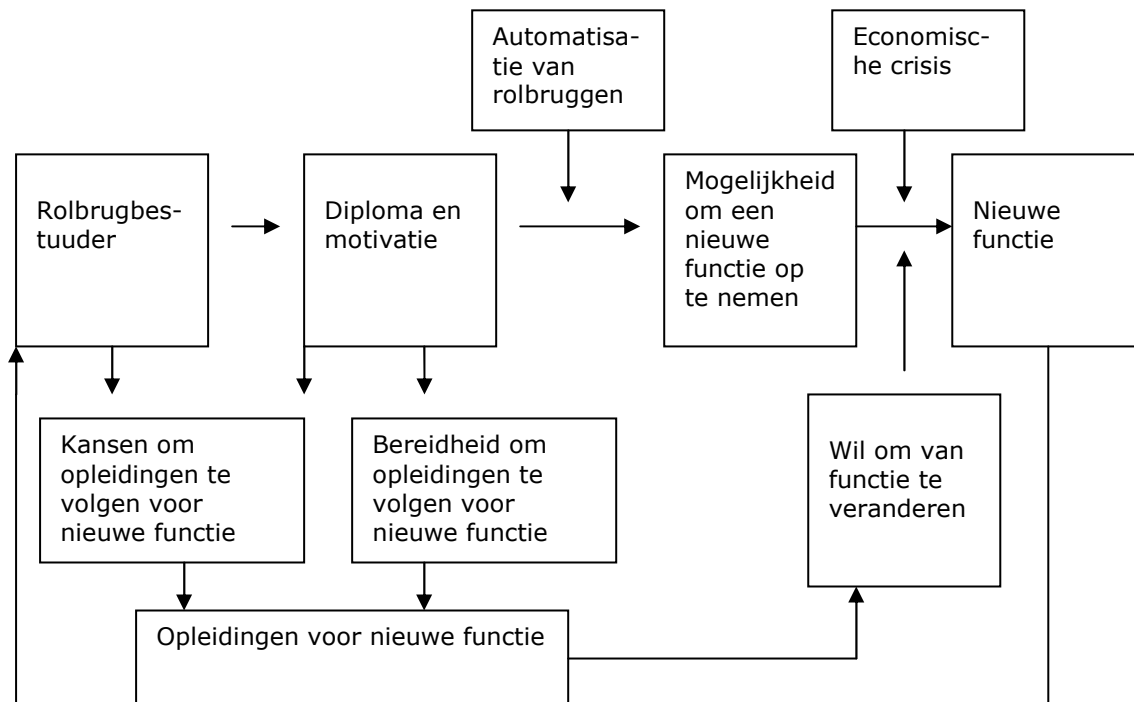 Automatisa-
tie van
rolbruggen
Economisc-
he crisis
Rolbrugbes-
tuuder
Diploma en
motivatie
Mogelijkheid
om een
nieuwe
functie op
te nemen
Nieuwe
functie
Kansen om
opleidingen te
volgen voor
nieuwe functie
Bereidheid om
opleidingen te
volgen voor
nieuwe functie
Wil om van
functie te
veranderen
Opleidingen voor nieuwe functie